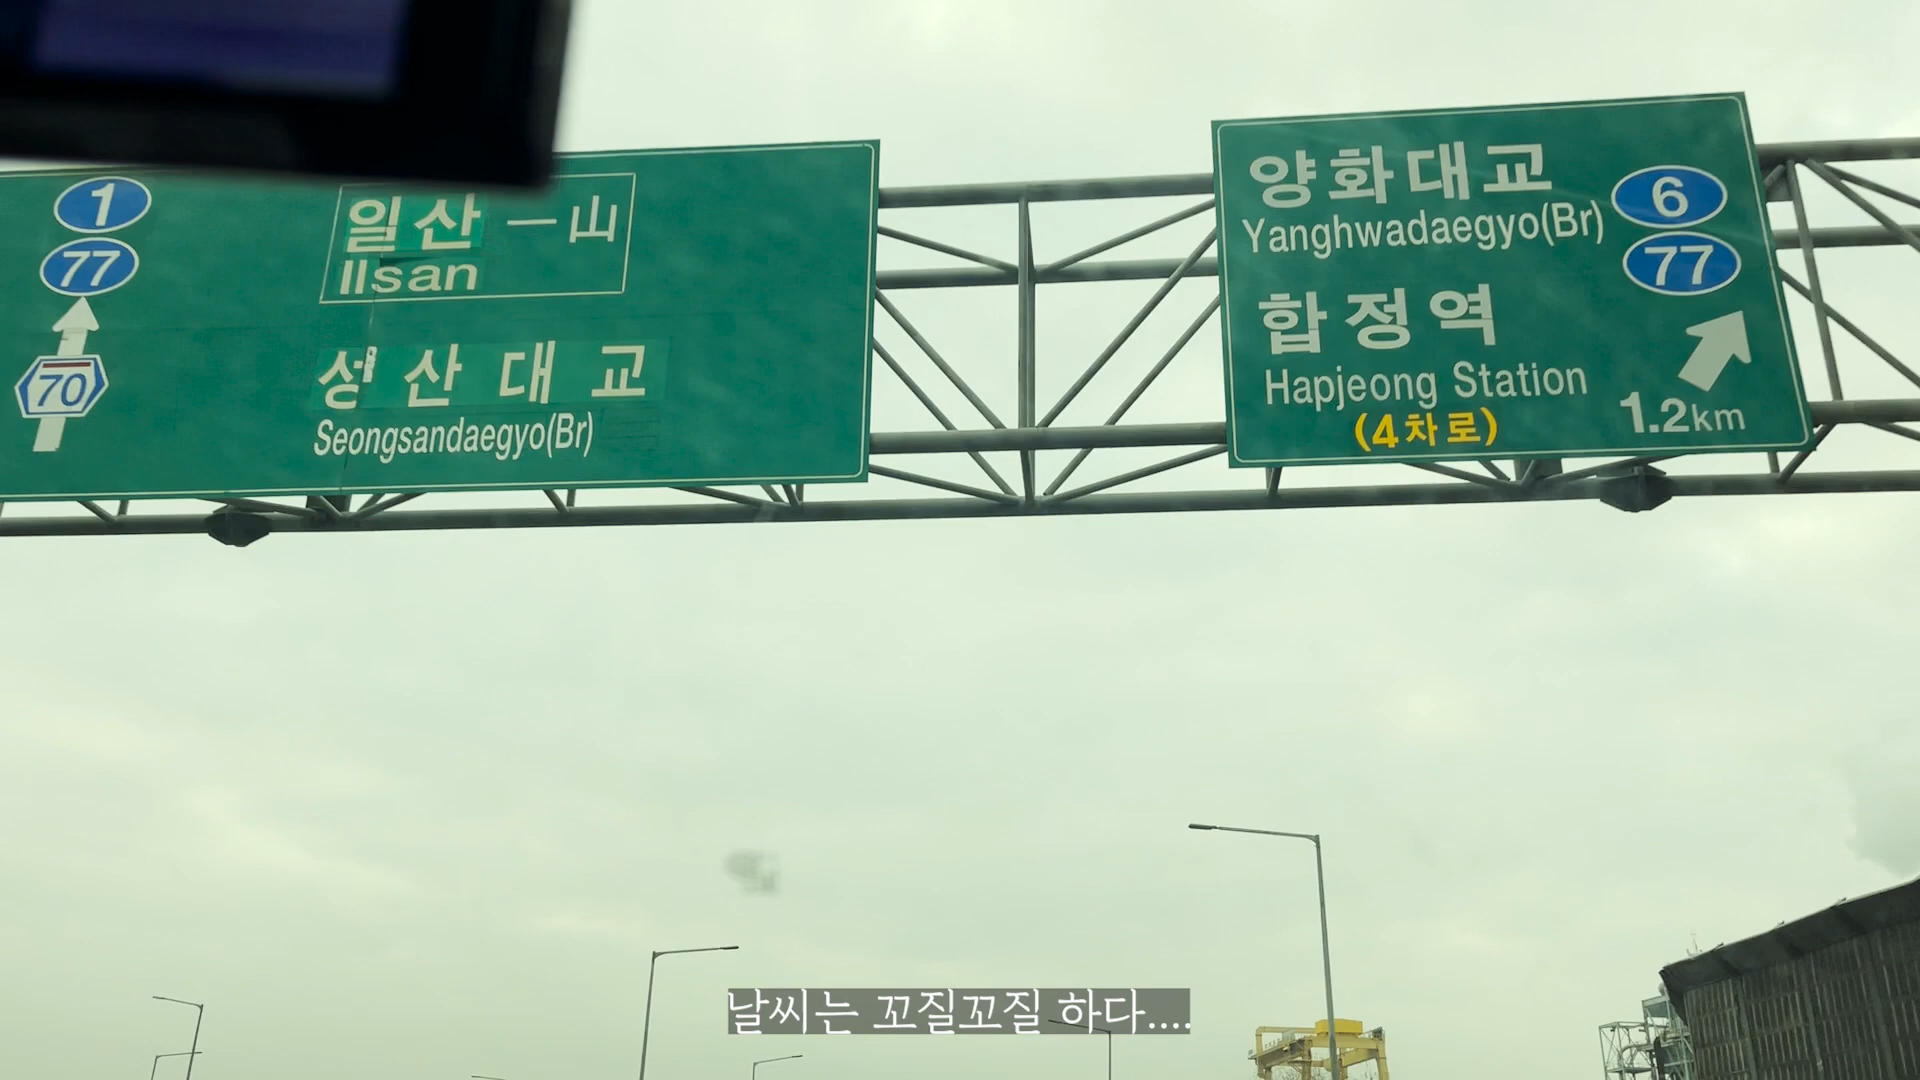 1
77
70
일산 一山
Ilsan
성산대교
Seongsandaegyo(Br)
양화대교
Yanghwadaegyo(Br)
6
77
합정역
Hapjeong Station
(4차로)
1.2km
날씨는 꼬질꼬질 하다....